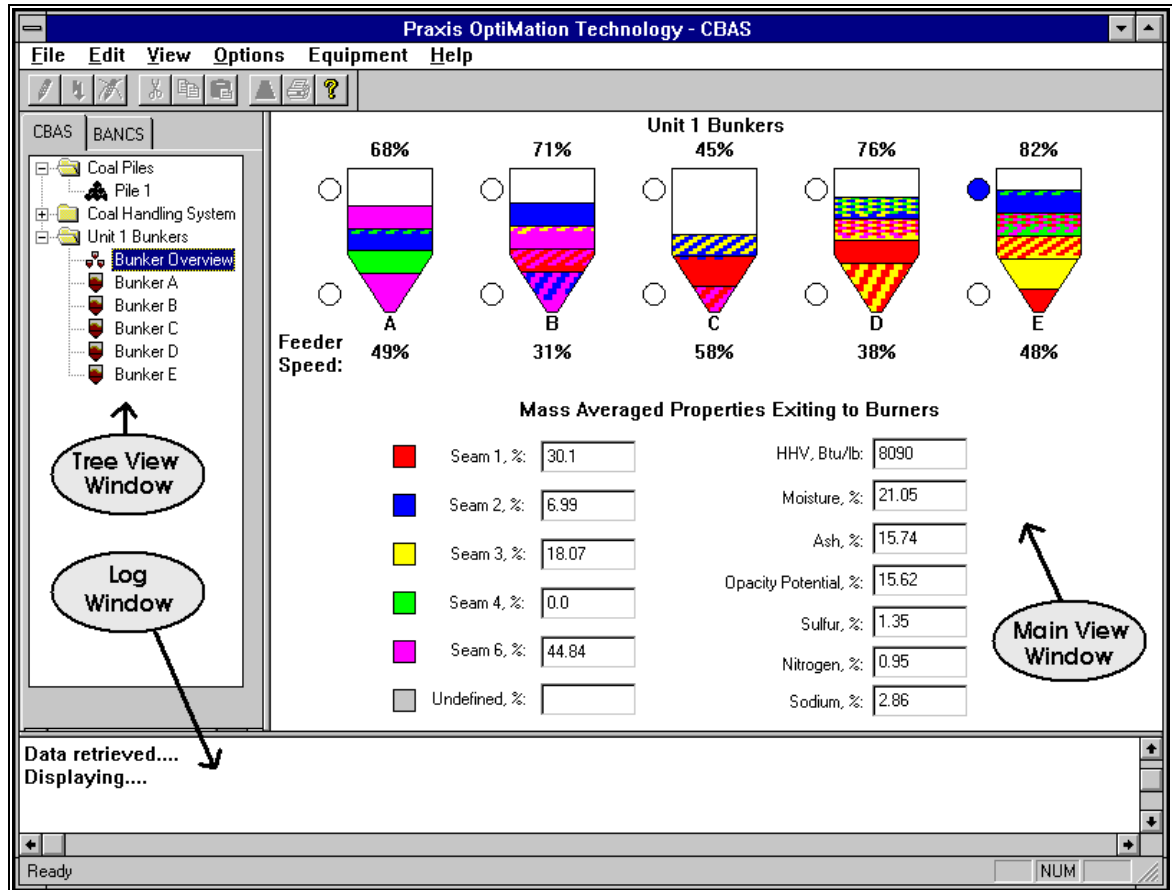 Praxis OptiMation Technology - CBAS
File Edit View Options Equipment Help
CBAS BANCS
Coal Piles
Pile 1
Coal Handling System
Unit 1 Bunkers
Bunker Overview
Bunker A
Bunker B
Bunker C
Bunker D
Bunker E
Tree View
Window
Log
Window
Unit 1 Bunkers
68% 71% 45% 76% 82%
A B C D E
Feeder
Speed: 49% 31% 58% 38% 48%
Mass Averaged Properties Exiting to Burners
Seam 1, %: 30.1
Seam 2, %: 6.99
Seam 3, %: 18.07
Seam 4, %: 0.0
Seam 6, %: 44.84
Undefined, %:
HHV, Btu/lb: 8090
Moisture, %: 21.05
Ash, %: 15.74
Opacity Potential, %: 15.62
Sulfur, %: 1.35
Nitrogen, %: 0.95
Sodium, %: 2.86
Main View
Window
Data retrieved....
Displaying....
Ready NUM